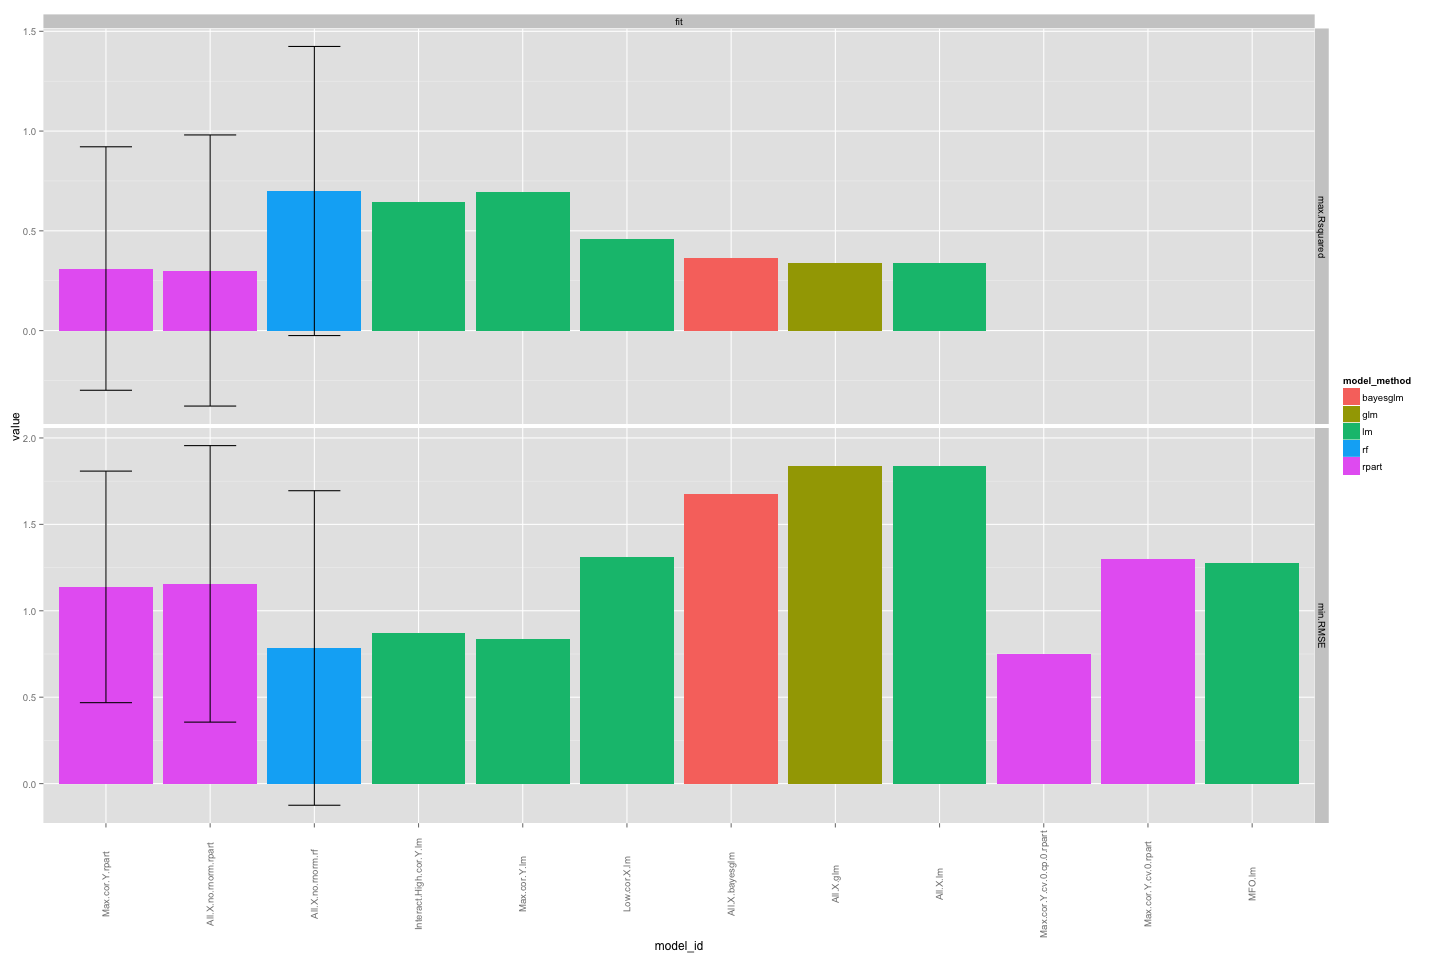 fit
1.5
1.0
0.5
0.0
max.Rsquared
value
2.0
1.5
1.0
0.5
0.0
min.RMSE
model_method
bayesglm
glm
lm
rf
rpart
Max.cor.Y.rpart
All.X.no.rnorm.rpart
All.X.no.rnorm.rf
Interact.High.cor.Y.lm
Max.cor.Y.lm
Low.cor.X.lm
All.X.bayesglm
All.X.glm
All.X.lm
Max.cor.Y.cv.0.cp.0.rpart
Max.cor.Y.cv.0.rpart
MFO.lm
model_id